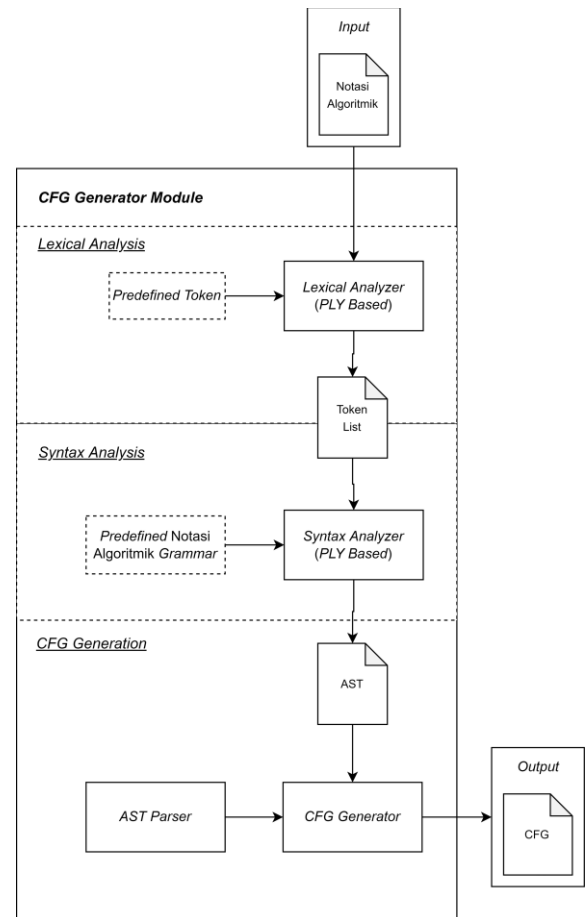 Input
Notasi
Algoritmik
CFG Generator Module
Lexical Analysis
Predefined Token
Lexical Analyzer
(PLY Based)
Token
List
Syntax Analysis
Predefined Notasi
Algoritmik Grammar
Syntax Analyzer
(PLY Based)
CFG Generation
AST
AST Parser
CFG Generator
Output
CFG